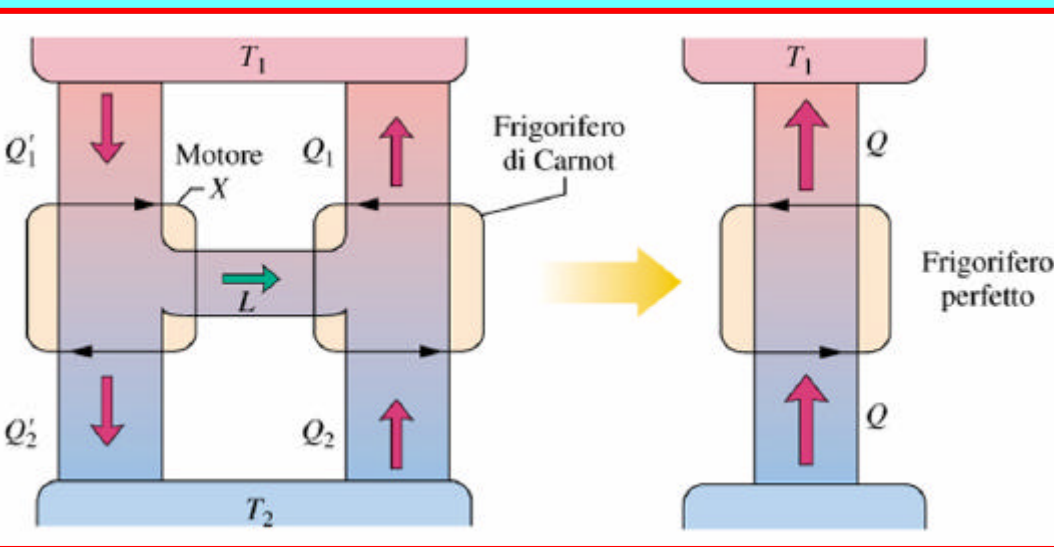 T₁
Q′₁
Motore
X
Q₁
Frigorifero
di Carnot
L
Q′₂
Q₂
T₂
T₁
Q
Frigorifero
perfetto
Q